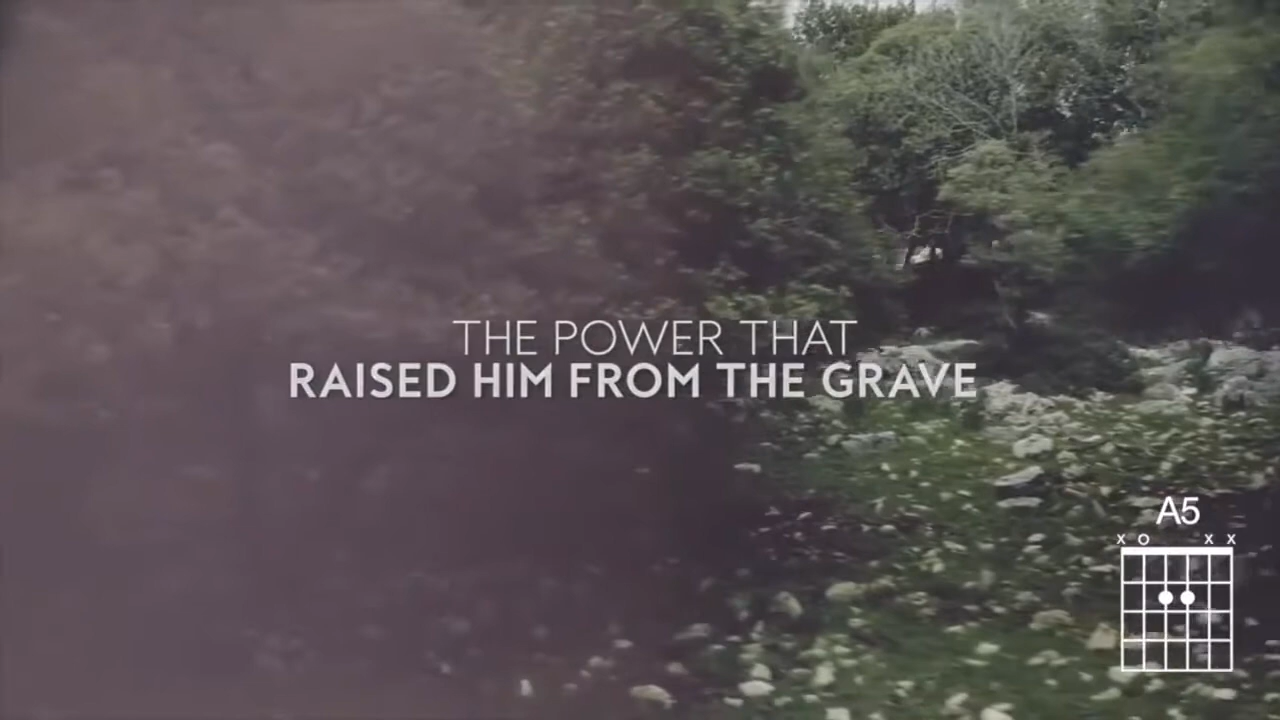 THE POWER THAT
RAISED HIM FROM THE GRAVE
A5
x o x x